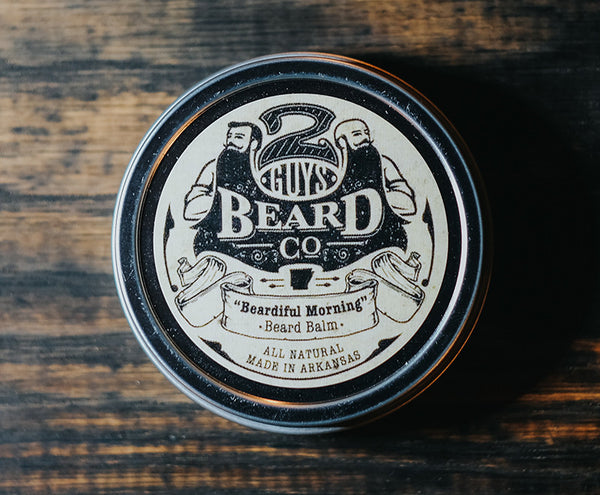 2
GUYS
BEARD
CO
"Beardiful Morning"
·Beard Balm·
ALL NATURAL
MADE IN ARKANSAS